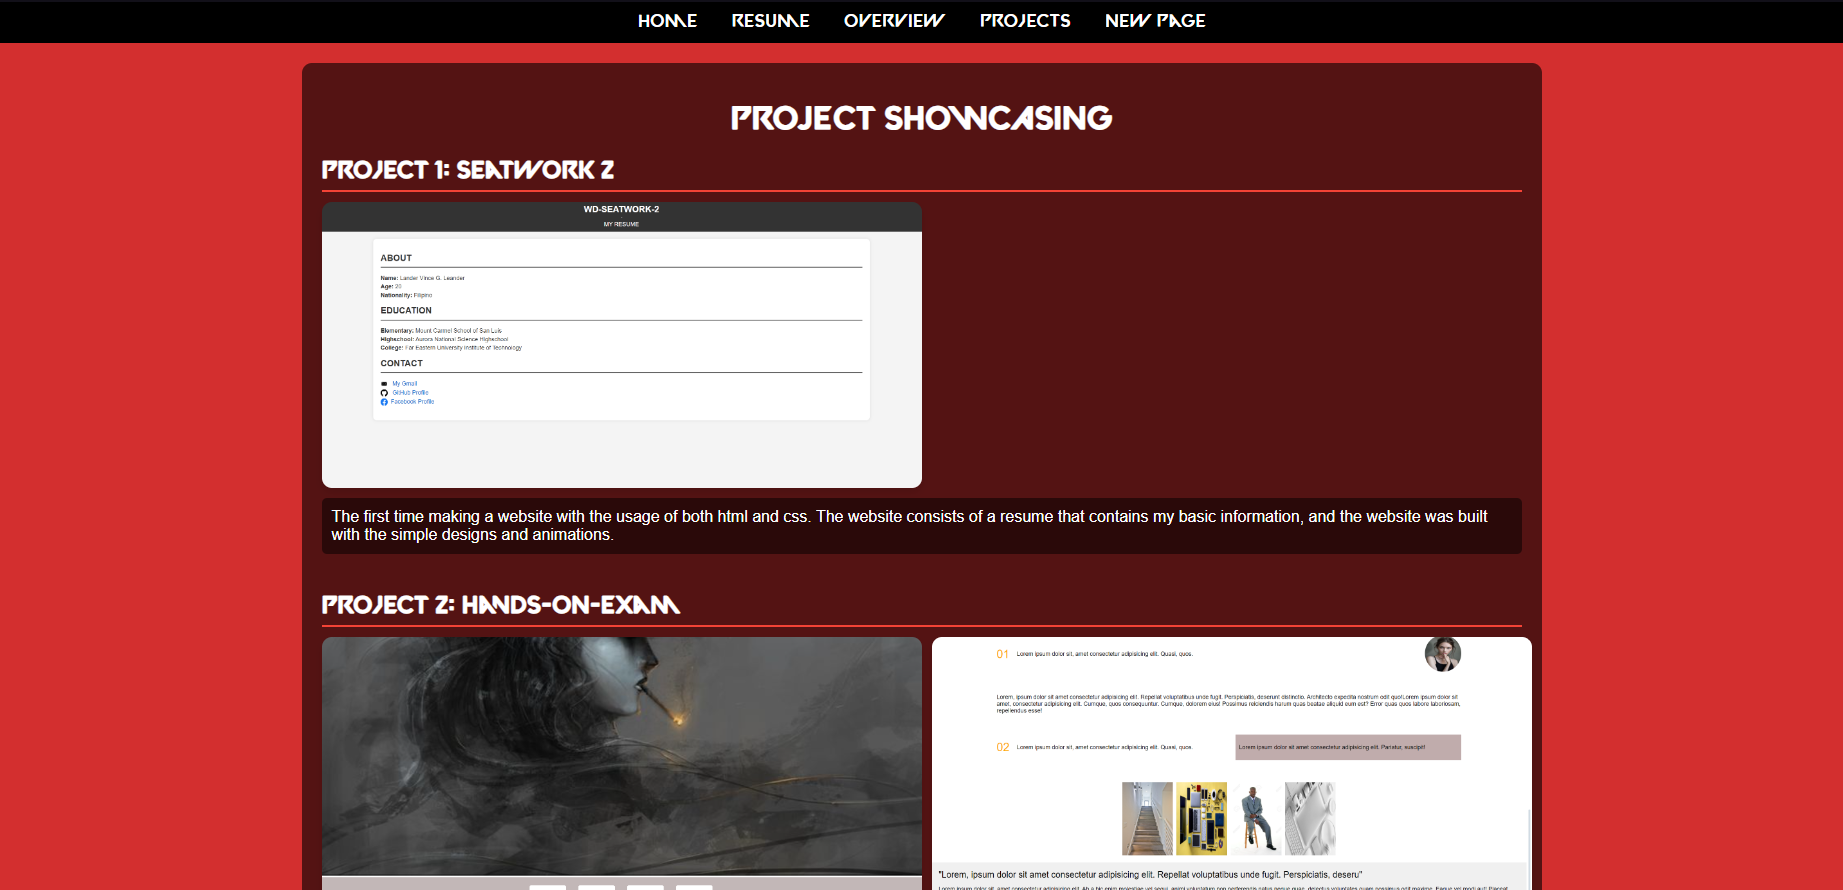 HOME RESUME OVERVIEW PROJECTS NEW PAGE
PROJECT SHOWCASING
PROJECT 1: SEATWORK 2
WD-SEATWORK-2
MY RESUME
ABOUT
Name: Lander Vince G. Leander
Age: 20
Nationality: Filipino
EDUCATION
Elementary: Mount Carmel School of San Luis
Highschool: Aurora National Science Highschool
College: Far Eastern University Institute of Technology
CONTACT
My Gmail
GitHub Profile
Facebook Profile
The first time making a website with the usage of both html and css. The website consists of a resume that contains my basic information, and the website was built
with the simple designs and animations.
PROJECT 2: HANDS-ON-EXAM
01 Lorem ipsum dolor sit, amet consectetur adipisicing elit. Quasi, quos.
Lorem, ipsum dolor sit amet consectetur adipisicing elit. Repellat voluptatibus unde fugit. Perspiciatis, deserunt distinctio. Architecto expedita nostrum odit quo!Lorem ipsum dolor sit
amet, consectetur adipisicing elit. Cumque, quos consequuntur. Cumque, dolorem eius! Possimus reiciendis harum quas beatae aliquid eum est? Error quas quos labore laboriosam,
repellendus esse!
02 Lorem ipsum dolor sit, amet consectetur adipisicing elit. Quasi, quos.
Lorem ipsum dolor sit amet consectetur adipisicing elit. Pariatur, suscipit!
"Lorem, ipsum dolor sit amet consectetur adipisicing elit. Repellat voluptatibus unde fugit. Perspiciatis, deseru"